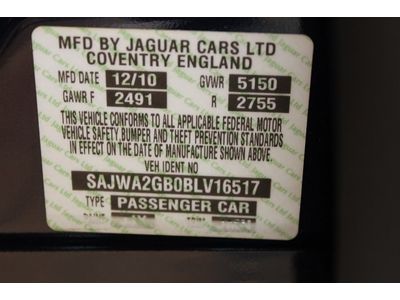 MFD BY JAGUAR CARS LTD
COVENTRY ENGLAND
MFD DATE 12/10 GVWR 5150
GAWR F 2491 R 2755
THIS VEHICLE CONFORMS TO ALL APPLICABLE FEDERAL MOTOR
VEHICLE SAFETY, BUMPER AND THEFT PREVENTION STANDARDS
IN EFFECT ON THE DATE OF MANUFACTURE SHOWN ABOVE.
VEH IDENT NO
SAJWA2GB0BLV16517
TYPE PASSENGER CAR